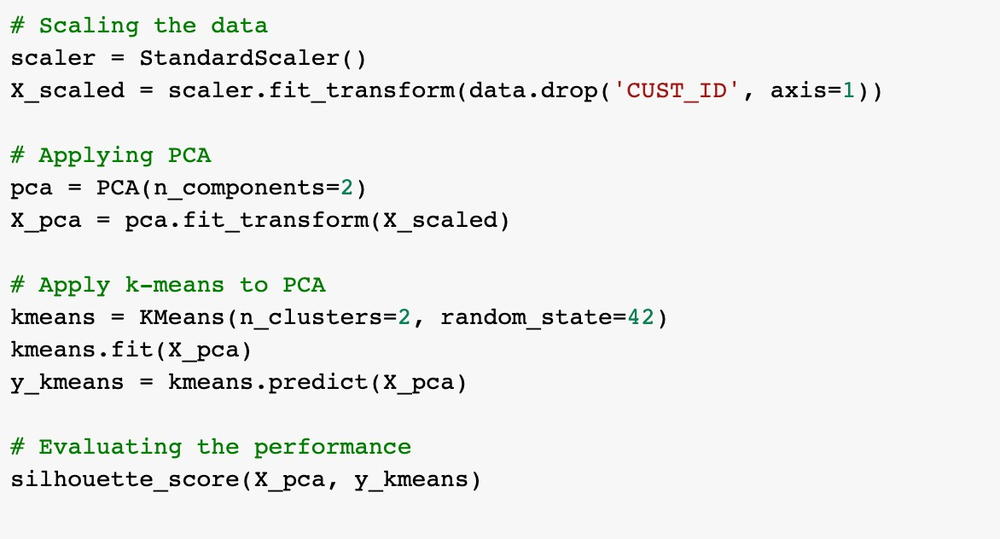 # Scaling the data
scaler = StandardScaler()
X_scaled = scaler.fit_transform(data.drop('CUST_ID', axis=1))
# Applying PCA
pca = PCA(n_components=2)
X_pca = pca.fit_transform(X_scaled)
# Apply k-means to PCA
kmeans = KMeans(n_clusters=2, random_state=42)
kmeans.fit(X_pca)
y_kmeans = kmeans.predict(X_pca)
# Evaluating the performance
silhouette_score(X_pca, y_kmeans)